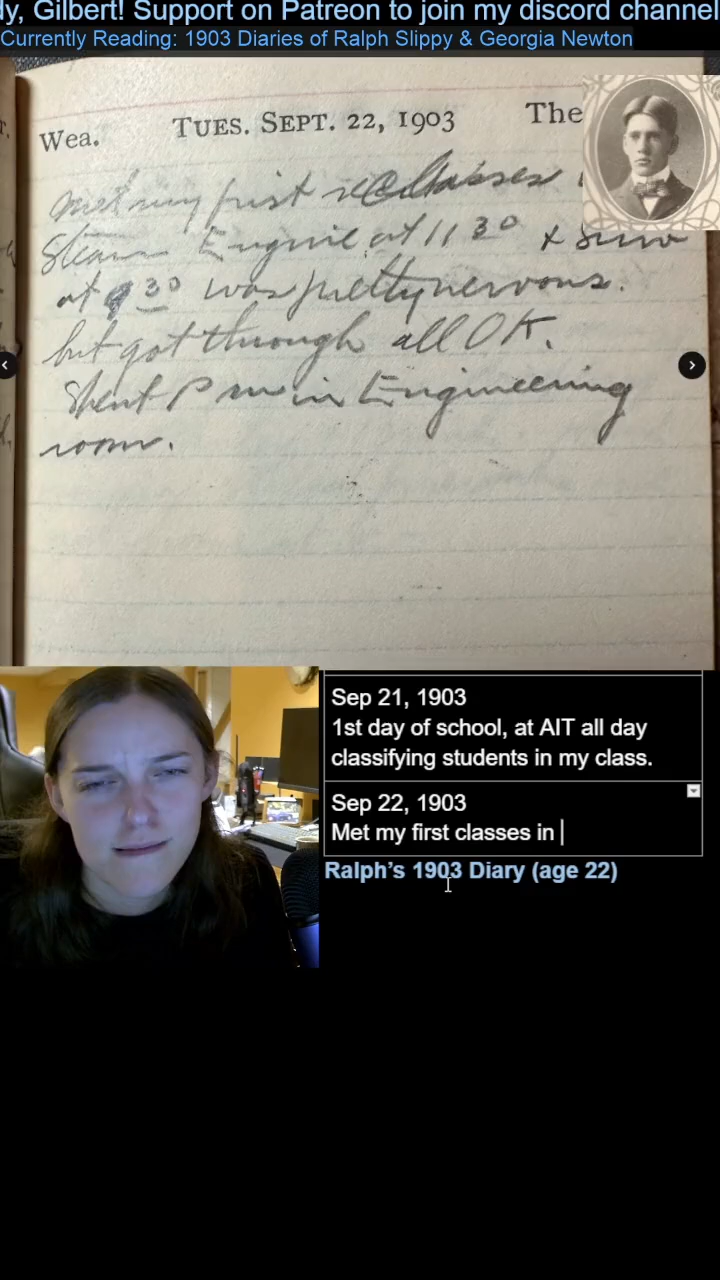 dy, Gilbert! Support on Patreon to join my discord channel
Currently Reading: 1903 Diaries of Ralph Slippy & Georgia Newton
Wea. TUES. SEPT. 22, 1903 The
Met my first classes
Steam Engine at 11 30 &
at 9 30 was pretty nervous.
but got through all OK.
Spent P m in Engineering
room.
Sep 21, 1903
1st day of school, at AIT all day
classifying students in my class.
Sep 22, 1903
Met my first classes in
Ralph's 1903 Diary (age 22)